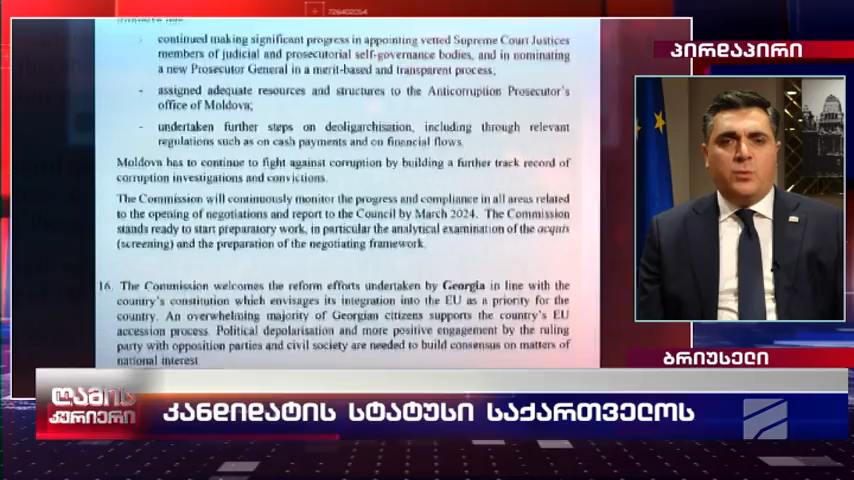 continued making significant progress in appointing vetted Supreme Court Justices
members of judicial and prosecutorial self-governance bodies, and in nominating
a new Prosecutor General in a merit-based and transparent process;
- assigned adequate resources and structures to the Anticorruption Prosecutor's
office of Moldova;
- undertaken further steps on deoligarchisation, including through relevant
regulations such as on cash payments and on financial flows.
Moldova has to continue to fight against corruption by building a further track record of
corruption investigations and convictions.
The Commission will continuously monitor the progress and compliance in all areas related
to the opening of negotiations and report to the Council by March 2024. The Commission
stands ready to start preparatory work, in particular the analytical examination of the acquis
(screening) and the preparation of the negotiating framework.
16. The Commission welcomes the reform efforts undertaken by Georgia in line with the
country's constitution which envisages its integration into the EU as a priority for the
country. An overwhelming majority of Georgian citizens supports the country's EU
accession process. Political depolarisation and more positive engagement by the ruling
party with opposition parties and civil society are needed to build consensus on matters of
national interest
პირდაპირი
ბრიუსელი
ღამის
კურიერი
კანდიდატის სტატუსი საქართველოს